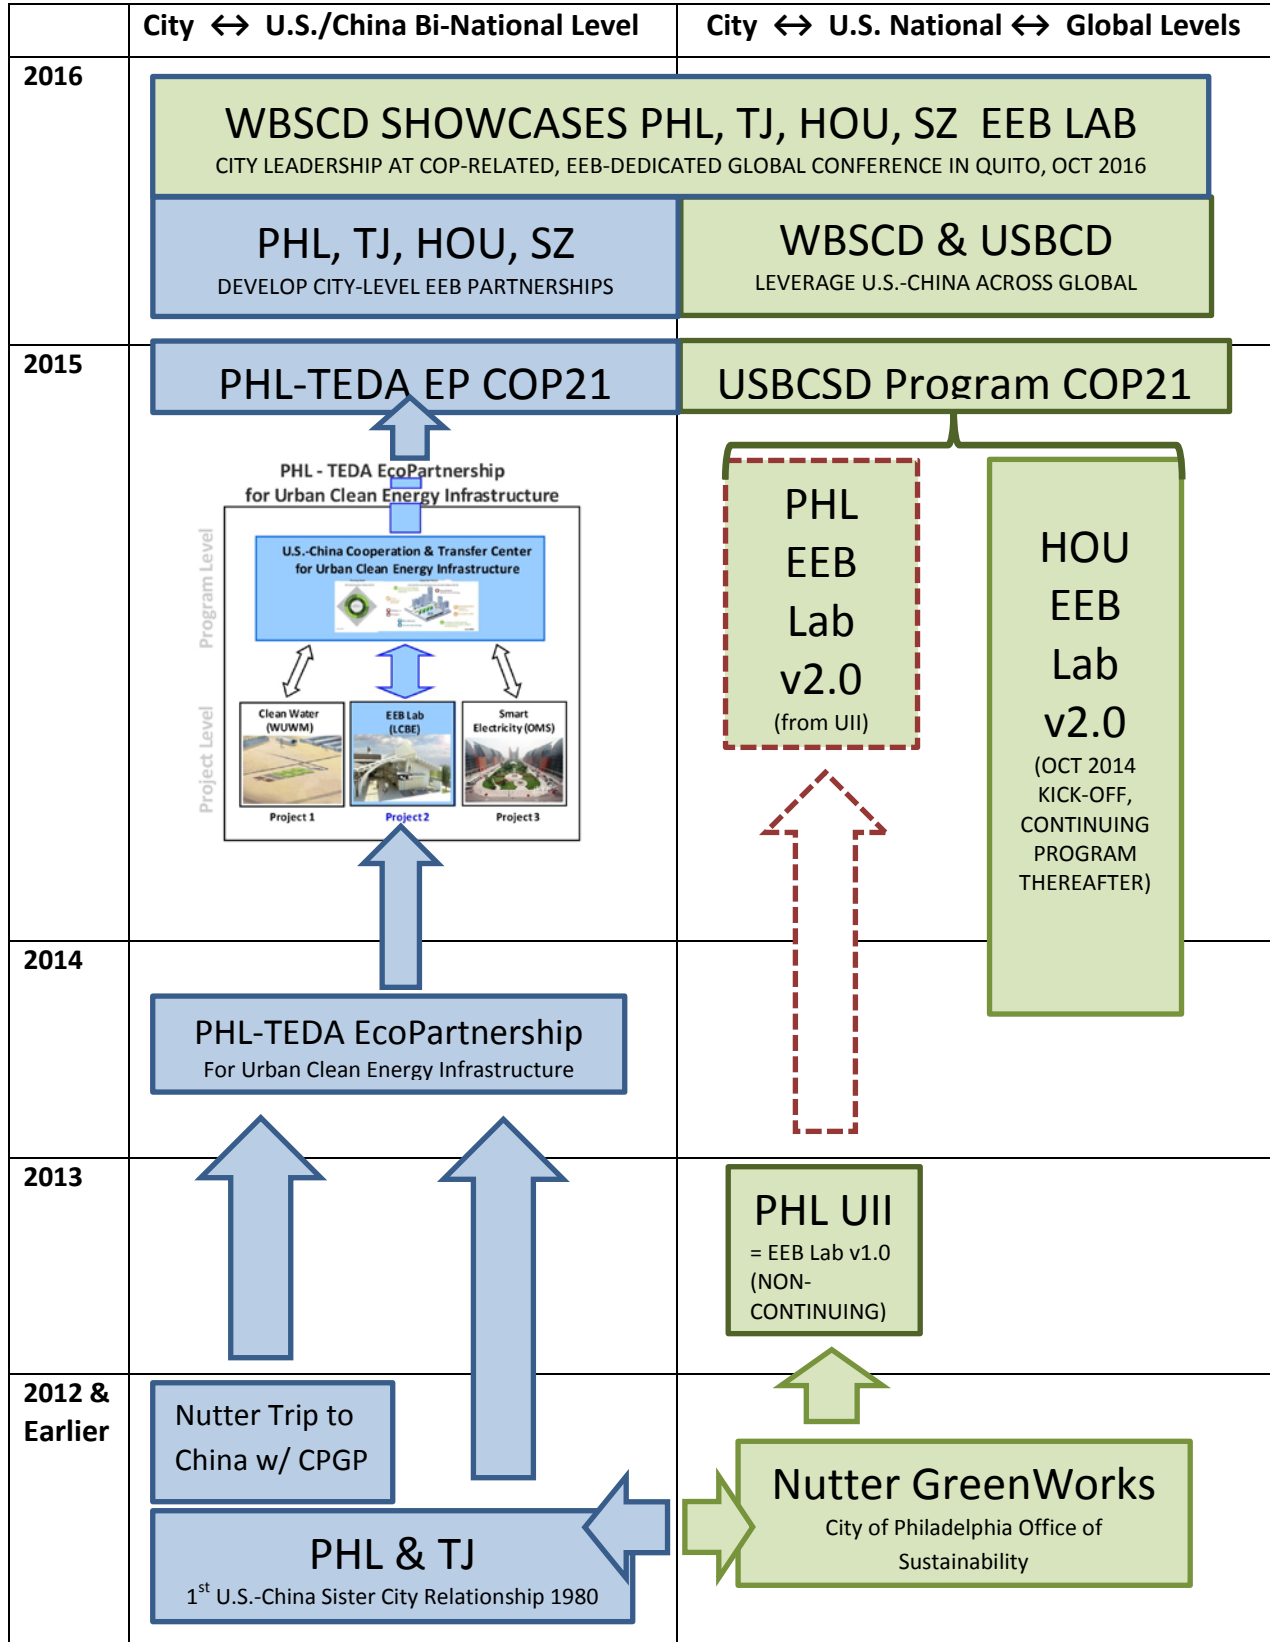 City ↔ U.S./China Bi-National Level
City ↔ U.S. National ↔ Global Levels
2016
WBSCD SHOWCASES PHL, TJ, HOU, SZ EEB LAB
CITY LEADERSHIP AT COP-RELATED, EEB-DEDICATED GLOBAL CONFERENCE IN QUITO, OCT 2016
PHL, TJ, HOU, SZ
DEVELOP CITY-LEVEL EEB PARTNERSHIPS
WBSCD & USBCD
LEVERAGE U.S.-CHINA ACROSS GLOBAL
2015
PHL-TEDA EP COP21
USBCSD Program COP21
PHL - TEDA EcoPartnership
for Urban Clean Energy Infrastructure
Program Level
U.S.-China Cooperation & Transfer Center
for Urban Clean Energy Infrastructure
Project Level
Clean Water
(WUWM)
EEB Lab
(LCBE)
Smart
Electricity (OMS)
Project 1
Project 2
Project 3
PHL
EEB
Lab
v2.0
(from UII)
HOU
EEB
Lab
v2.0
(OCT 2014
KICK-OFF,
CONTINUING
PROGRAM
THEREAFTER)
2014
PHL-TEDA EcoPartnership
For Urban Clean Energy Infrastructure
2013
PHL UII
= EEB Lab v1.0
(NON-
CONTINUING)
2012 &
Earlier
Nutter Trip to
China w/ CPGP
PHL & TJ
1st U.S.-China Sister City Relationship 1980
Nutter GreenWorks
City of Philadelphia Office of
Sustainability